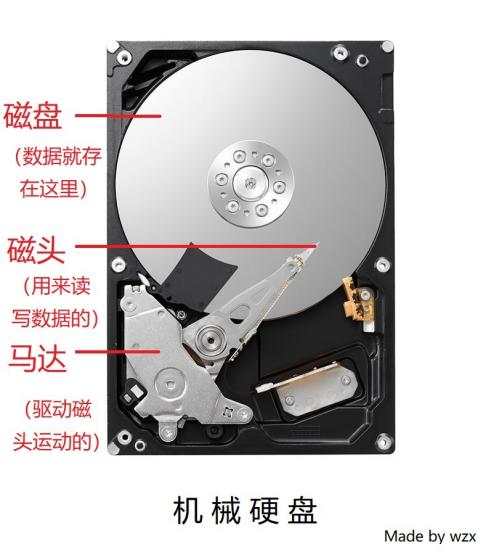 磁盘
（数据就存
在这里）
磁头
（用来读
写数据的）
马达
（驱动磁
头运动的）
机械硬盘
Made by wzx